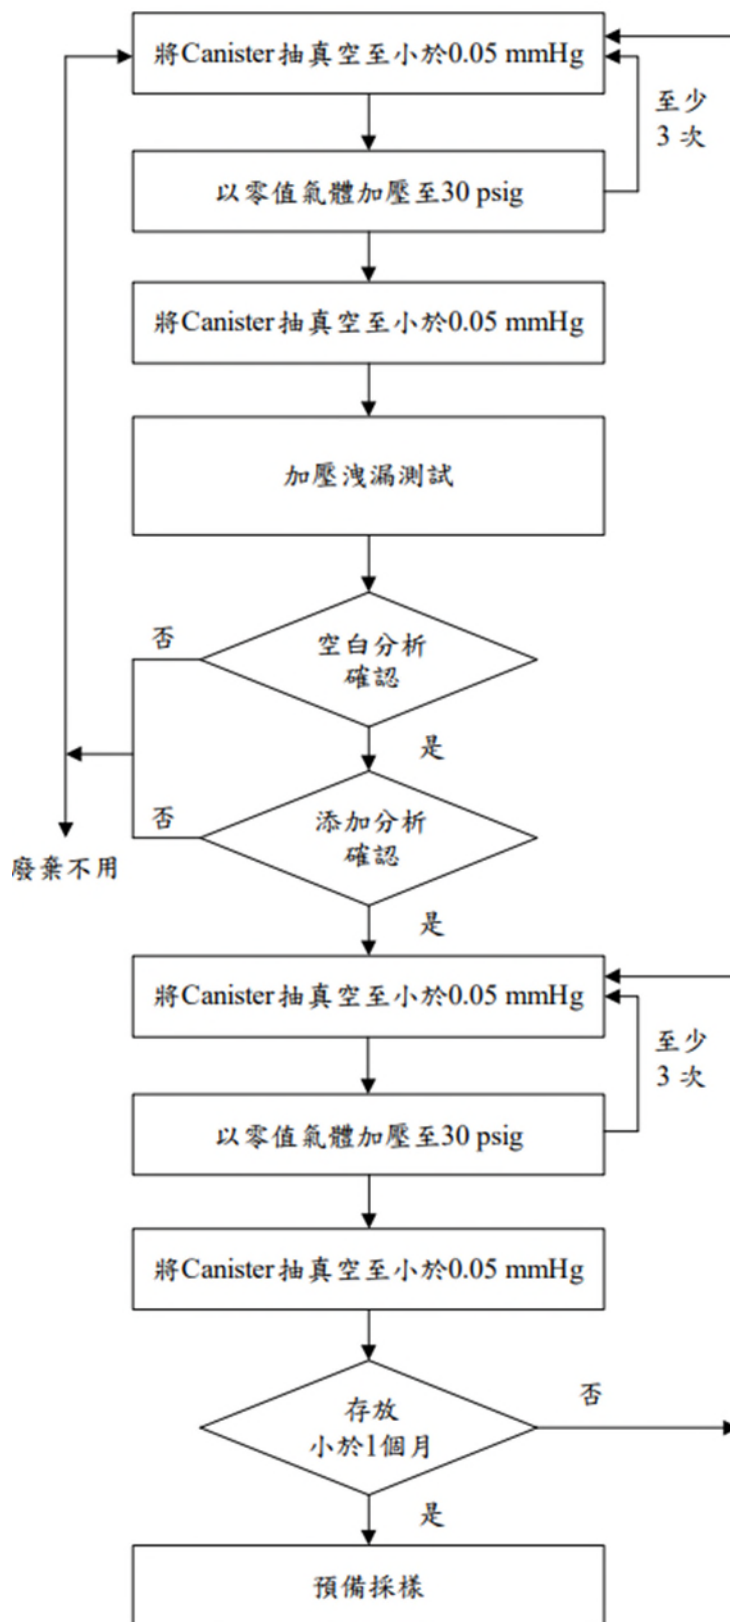 將Canister抽真空至小於0.05 mmHg
至少
3 次
以零值氣體加壓至30 psig
將Canister抽真空至小於0.05 mmHg
加壓洩漏測試
否
空白分析
確認
是
否
添加分析
確認
廢棄不用
是
將Canister抽真空至小於0.05 mmHg
至少
3 次
以零值氣體加壓至30 psig
將Canister抽真空至小於0.05 mmHg
否
存放
小於1個月
是
預備採樣